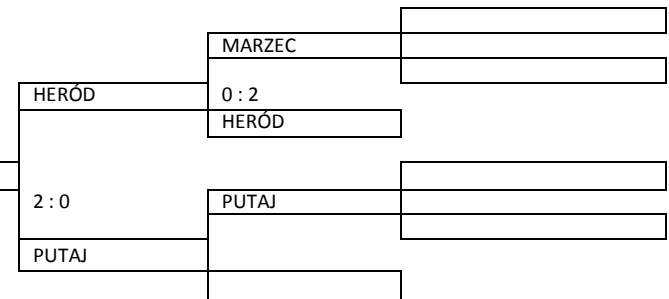 MARZEC
HERÓD
0 : 2
HERÓD
2 : 0
PUTAJ
PUTAJ